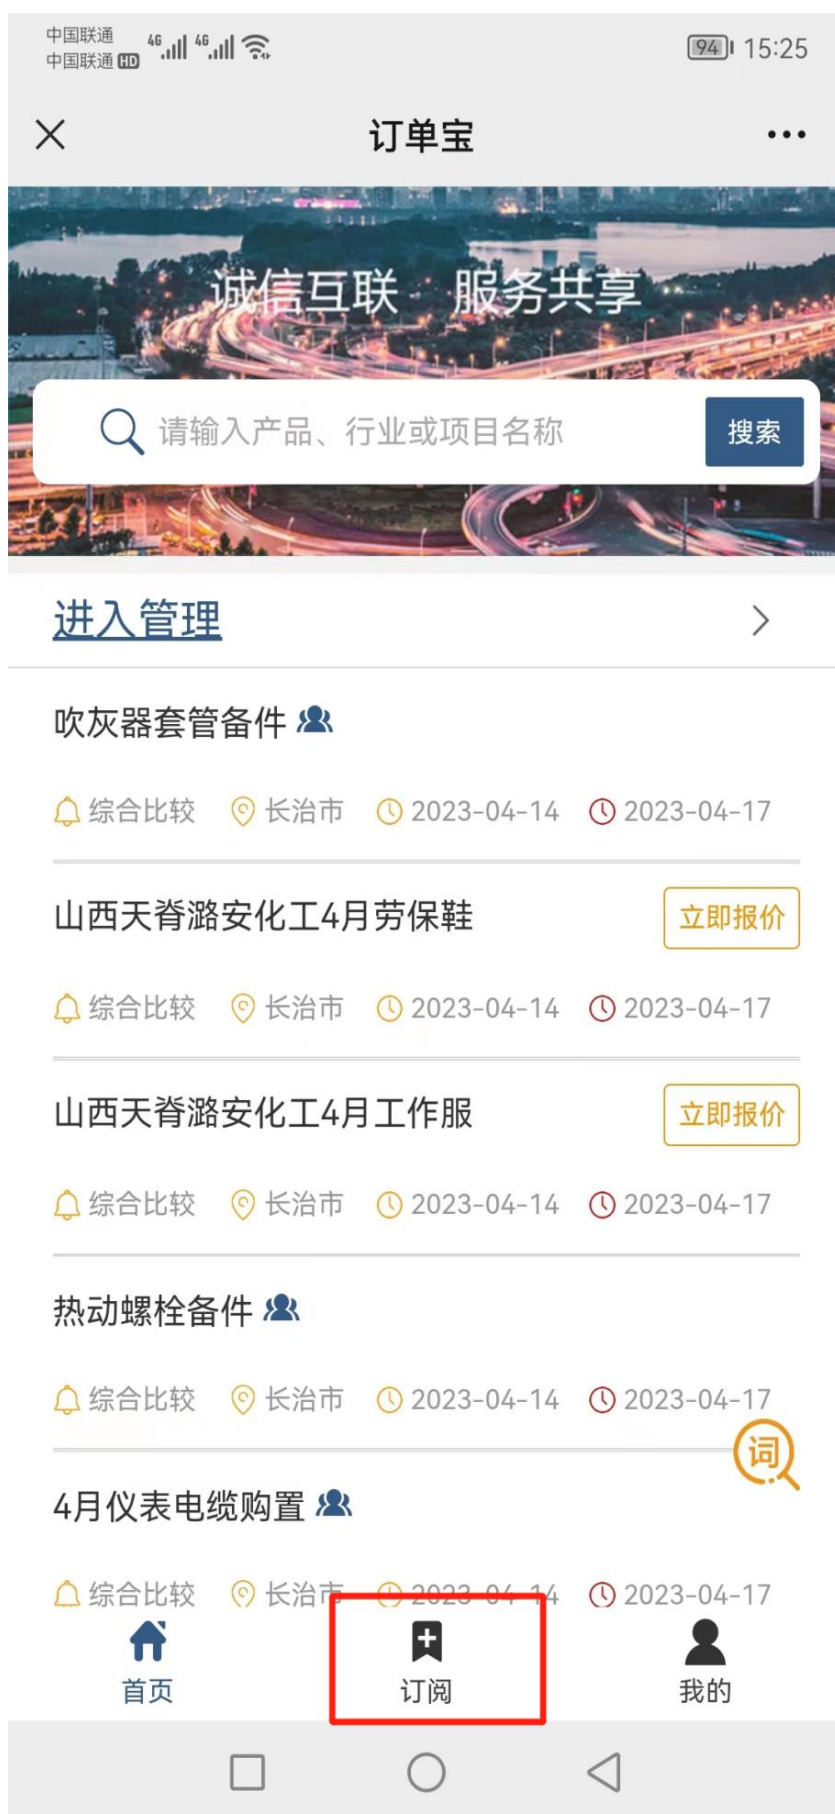 中国联通
中国联通 HD 4G 4G 94 15:25
订单宝
诚信互联 服务共享
请输入产品、行业或项目名称 搜索
进入管理
吹灰器套管备件
综合比较 长治市 2023-04-14 2023-04-17
山西天脊潞安化工4月劳保鞋 立即报价
综合比较 长治市 2023-04-14 2023-04-17
山西天脊潞安化工4月工作服 立即报价
综合比较 长治市 2023-04-14 2023-04-17
热动螺栓备件
综合比较 长治市 2023-04-14 2023-04-17
词
4月仪表电缆购置
综合比较 长治市 2023-04-14 2023-04-17
首页 订阅 我的